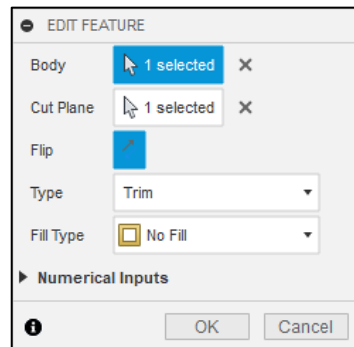 EDIT FEATURE
Body 1 selected
Cut Plane 1 selected
Flip
Type Trim
Fill Type No Fill
Numerical Inputs
OK Cancel